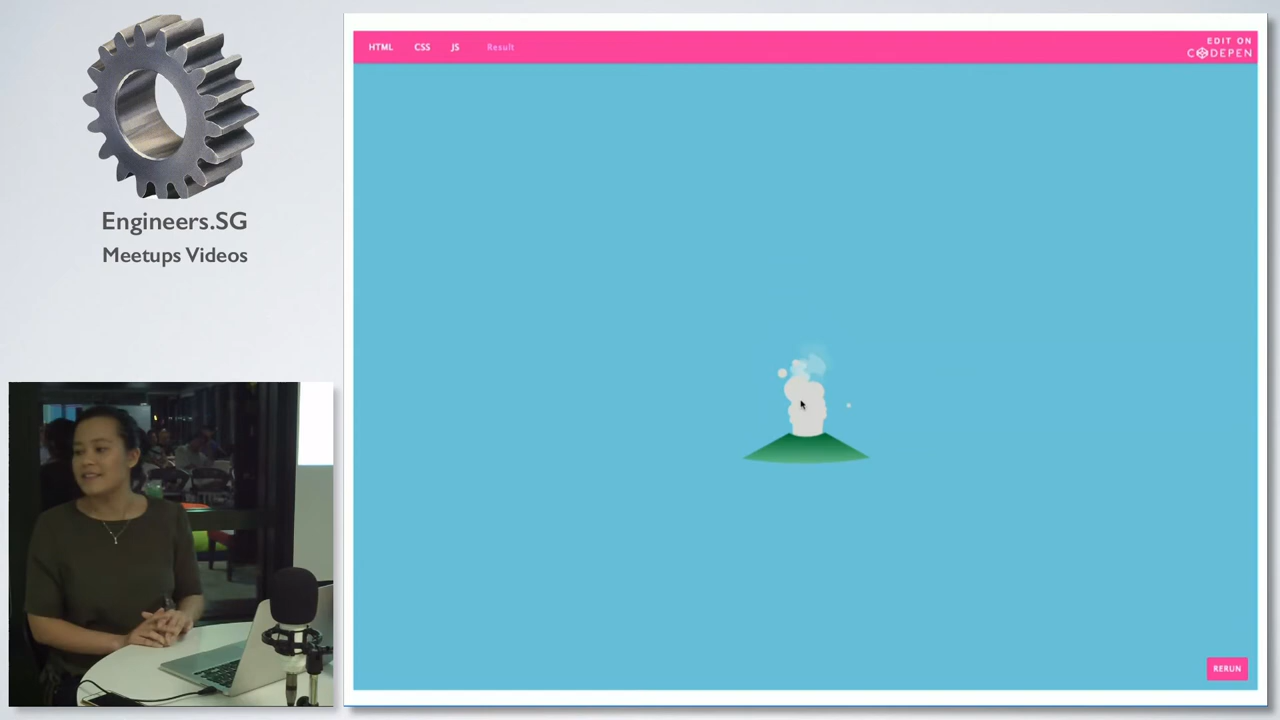 Engineers.SG
Meetups Videos
HTML CSS JS Result
EDIT ON
CODEPEN
RERUN